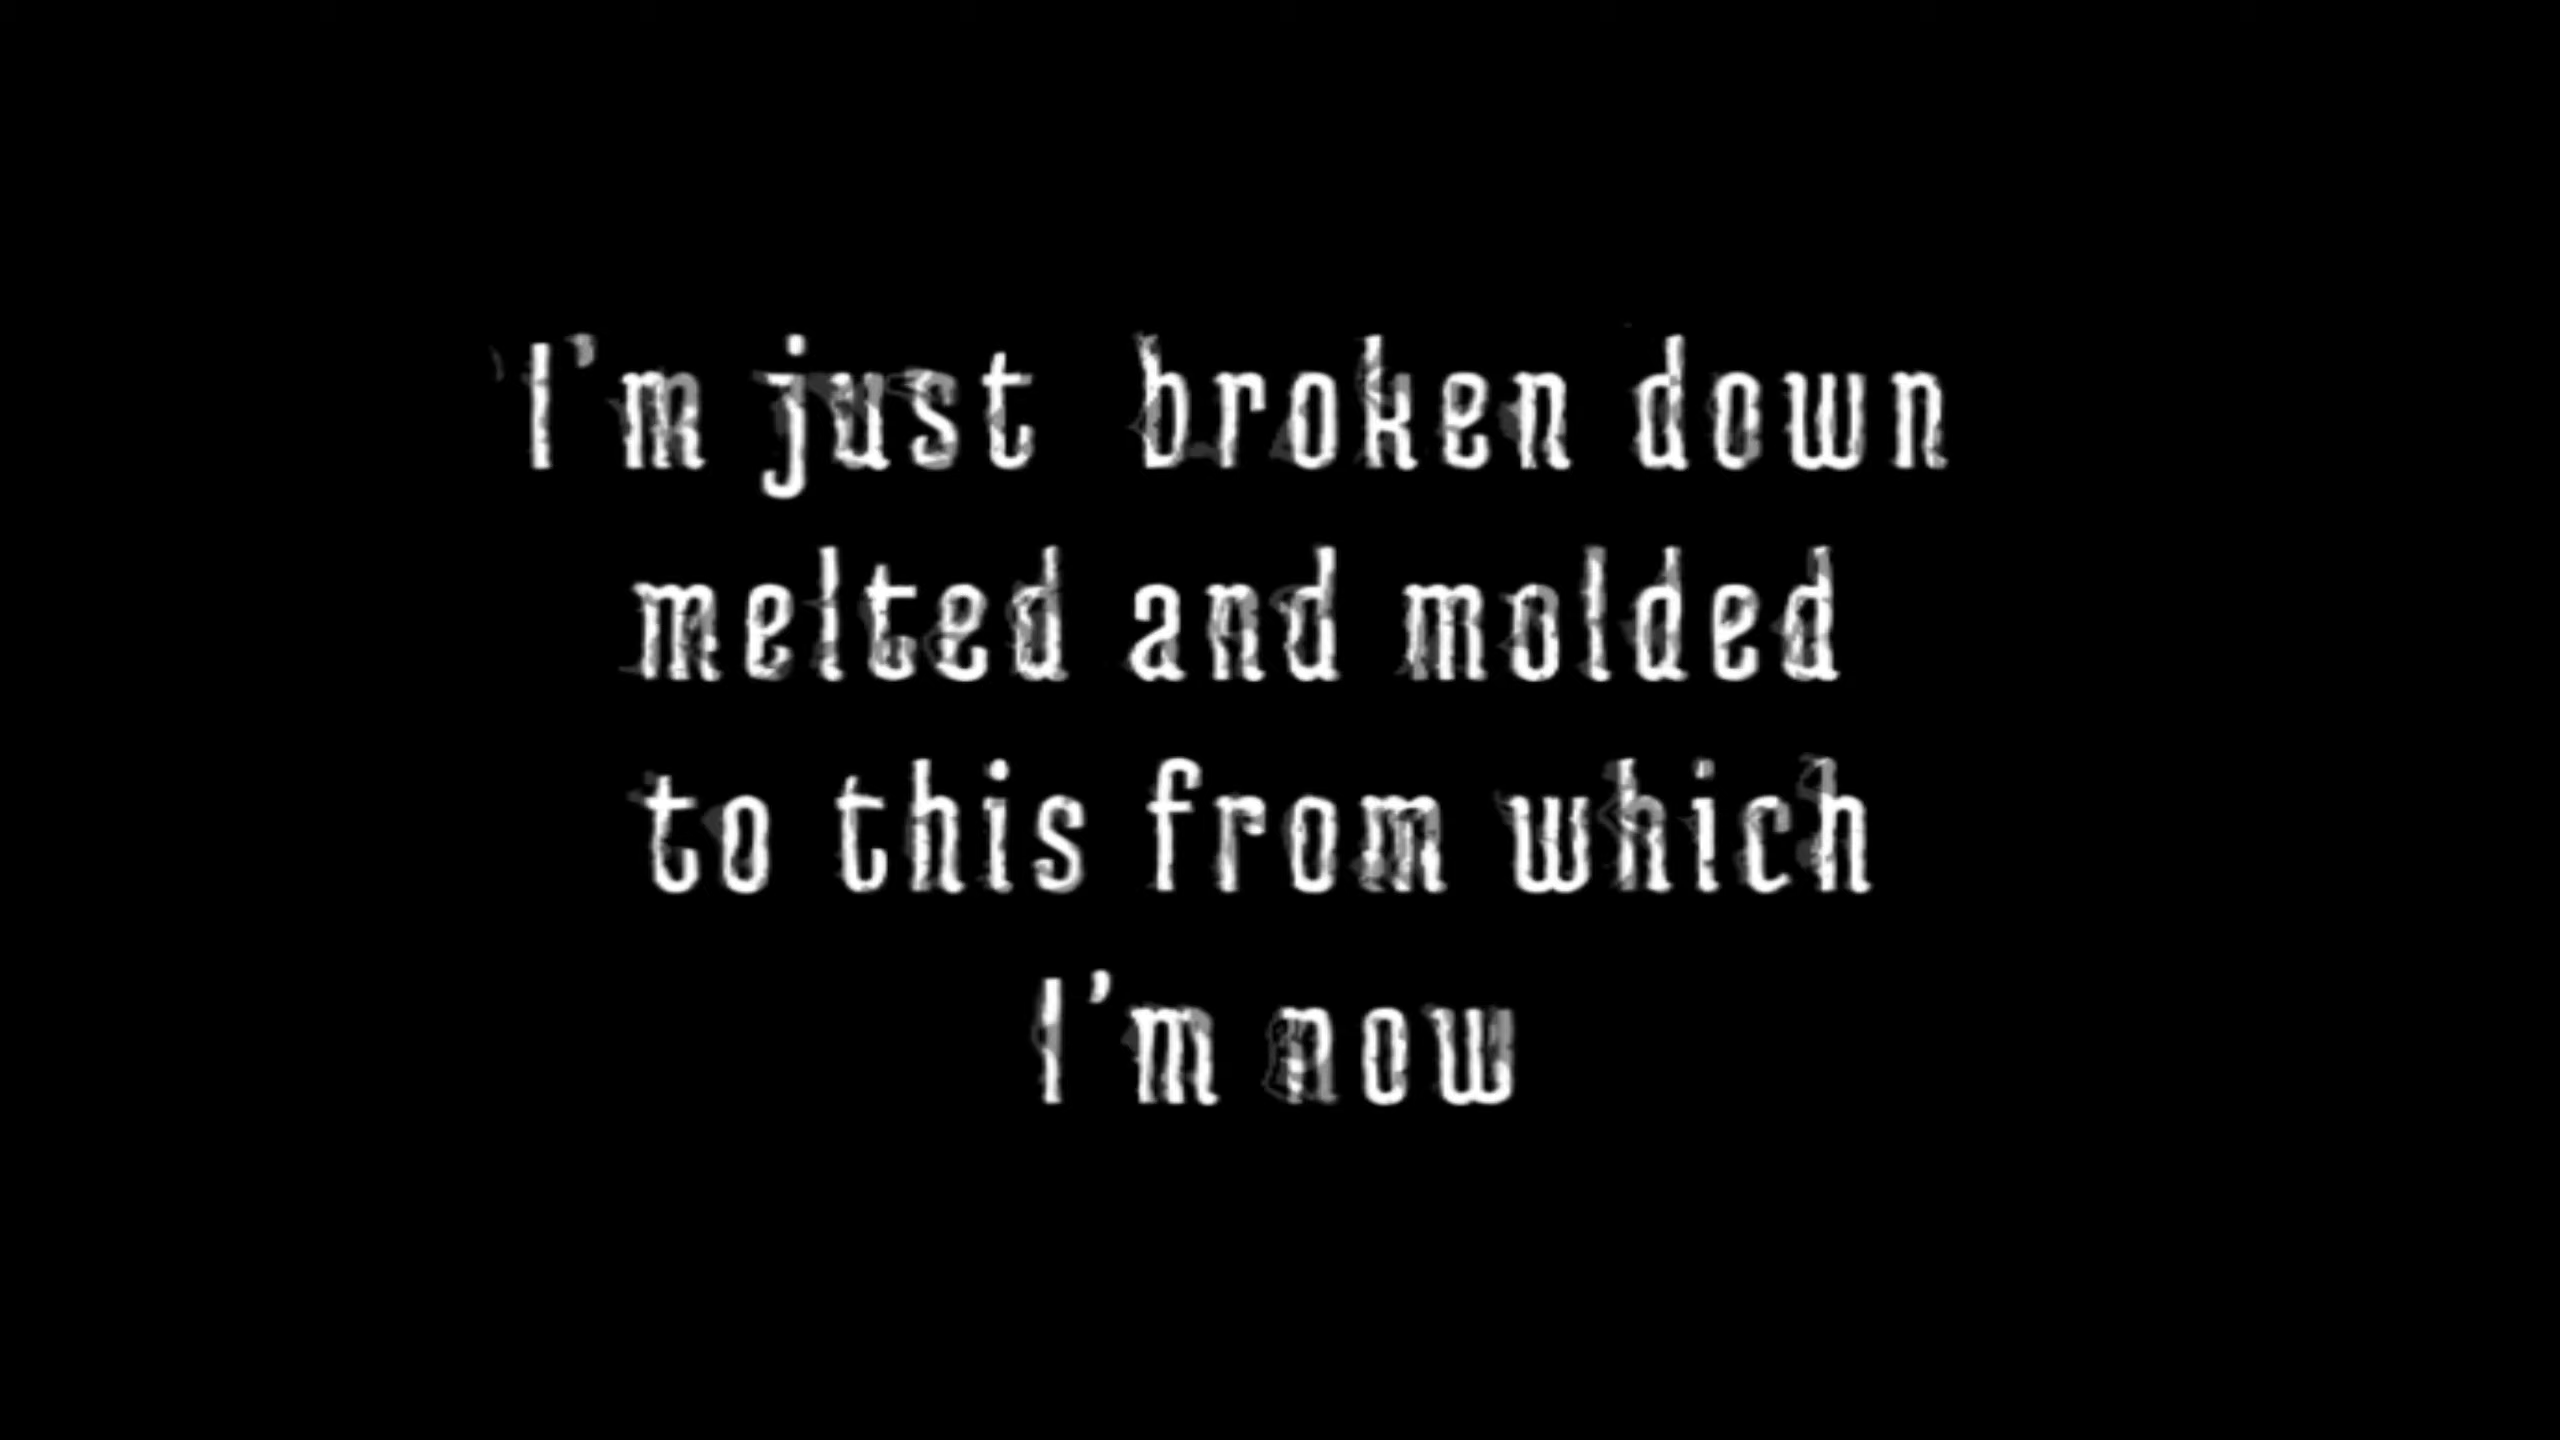 I'm just broken down
melted and molded
to this from which
I'm now